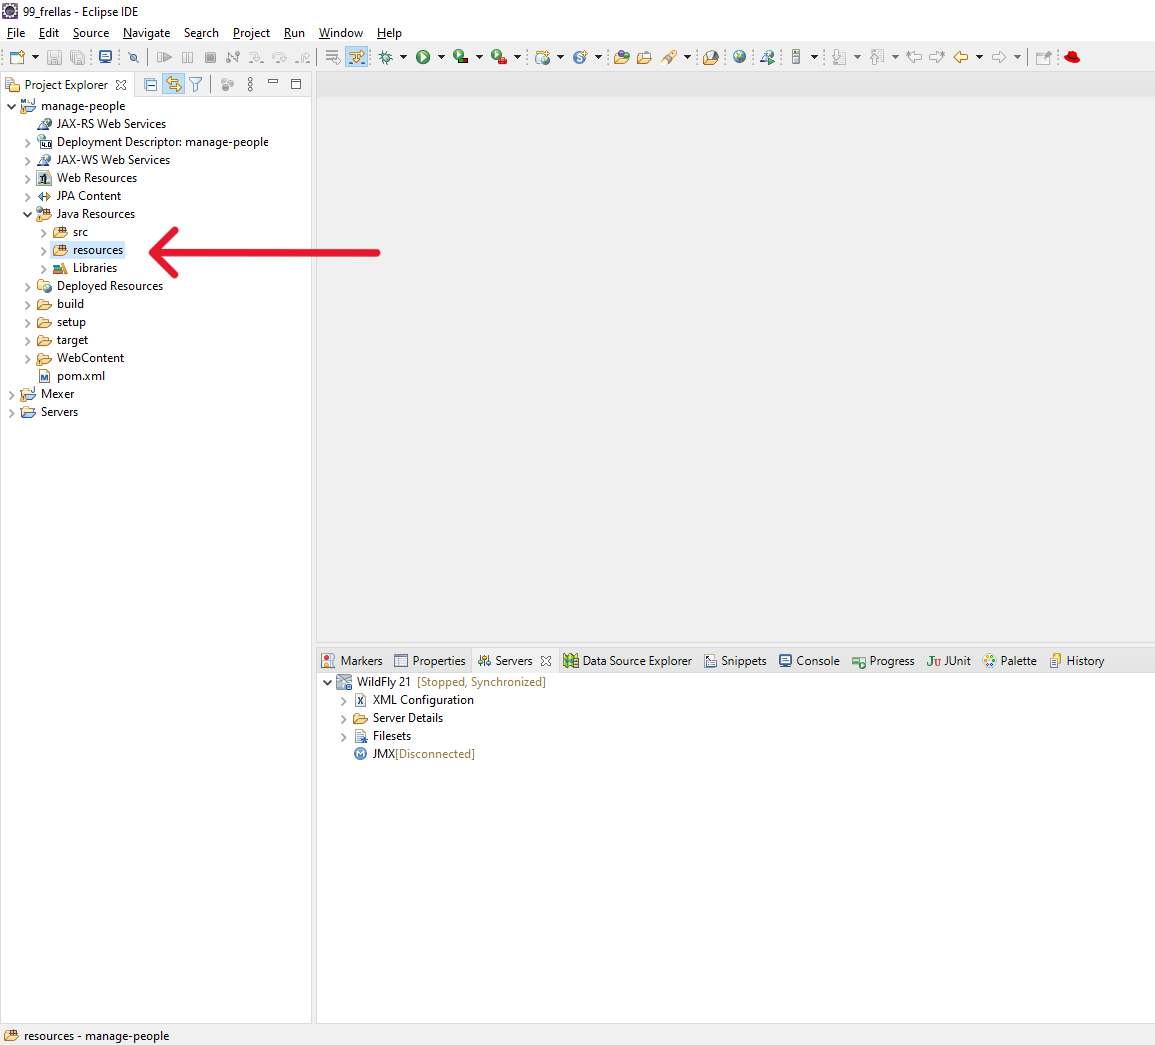 99_frellas - Eclipse IDE
File Edit Source Navigate Search Project Run Window Help
Project Explorer
manage-people
JAX-RS Web Services
Deployment Descriptor: manage-people
JAX-WS Web Services
Web Resources
JPA Content
Java Resources
src
resources
Libraries
Deployed Resources
build
setup
target
WebContent
pom.xml
Mexer
Servers
Markers Properties Servers Data Source Explorer Snippets Console Progress JUnit Palette History
WildFly 21 [Stopped, Synchronized]
XML Configuration
Server Details
Filesets
JMX[Disconnected]
resources - manage-people